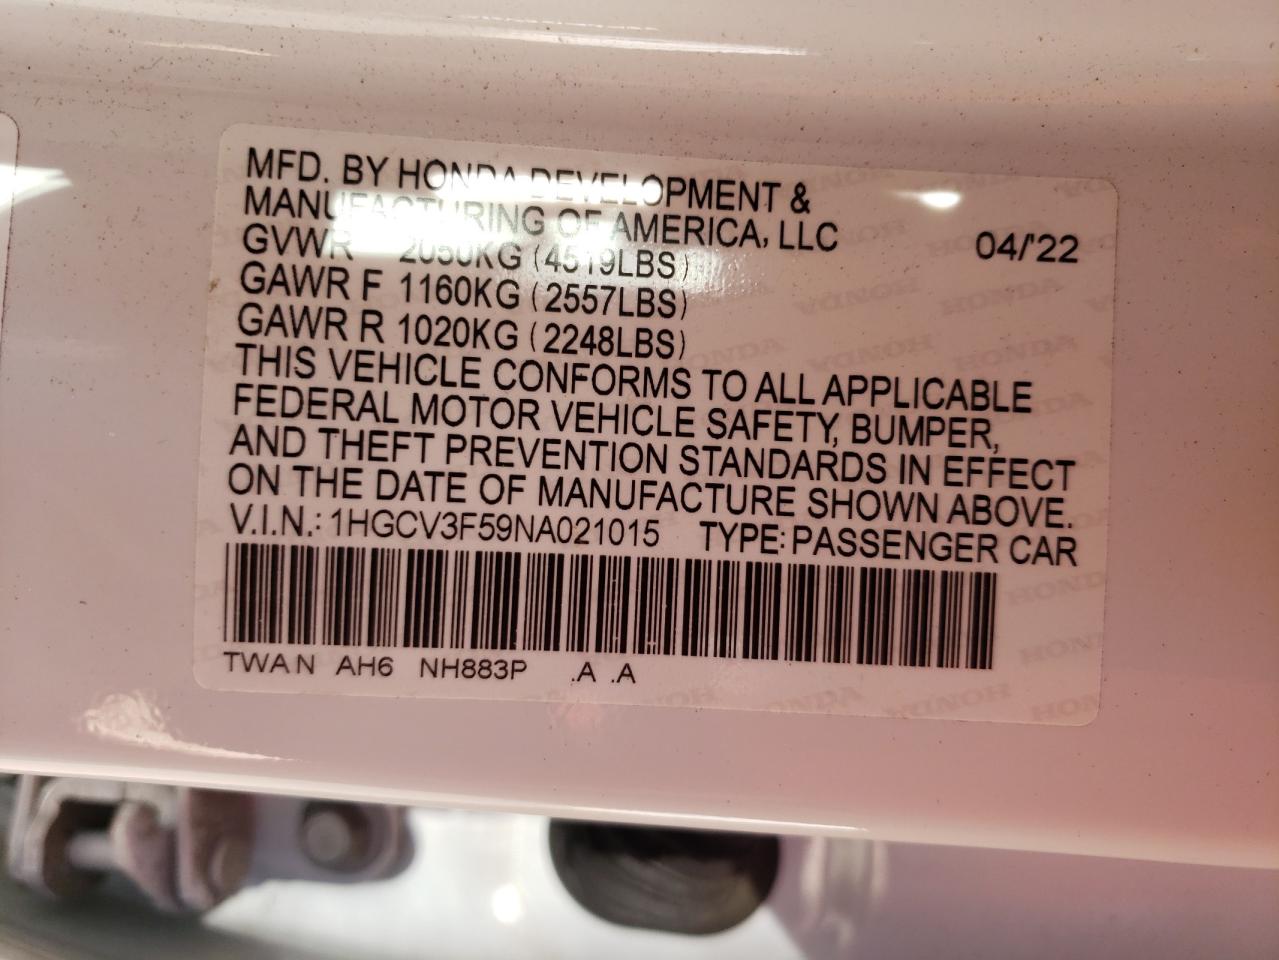 MFD. BY HONDA DEVELOPMENT &
MANUFACTURING OF AMERICA, LLC 04/'22
GVWR 2050KG (4519LBS)
GAWR F 1160KG (2557LBS)
GAWR R 1020KG (2248LBS)
THIS VEHICLE CONFORMS TO ALL APPLICABLE
FEDERAL MOTOR VEHICLE SAFETY, BUMPER,
AND THEFT PREVENTION STANDARDS IN EFFECT
ON THE DATE OF MANUFACTURE SHOWN ABOVE.
V.I.N.: 1HGCV3F59NA021015 TYPE: PASSENGER CAR
TWAN AH6 NH883P .A .A